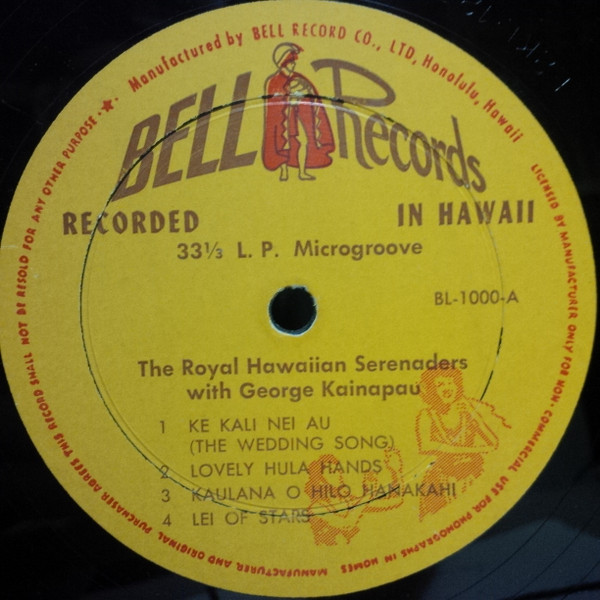 Manufactured by BELL RECORD CO., LTD, Honolulu, Hawaii
BELL Records
RECORDED IN HAWAII
33⅓ L. P. Microgroove
BL-1000-A
The Royal Hawaiian Serenaders
with George Kainapau
1 KE KALI NEI AU
(THE WEDDING SONG)
2 LOVELY HULA HANDS
3 KAULANA O HILO HANAKAHI
4 LEI OF STARS
LICENSED BY MANUFACTURER ONLY FOR NON-COMMERCIAL USE FOR PHONOGRAPHS IN HOMES MANUFACTURER AND ORIGINAL PURCHASER AGREES THIS RECORD SHALL NOT BE RESOLD FOR ANY OTHER PURPOSE